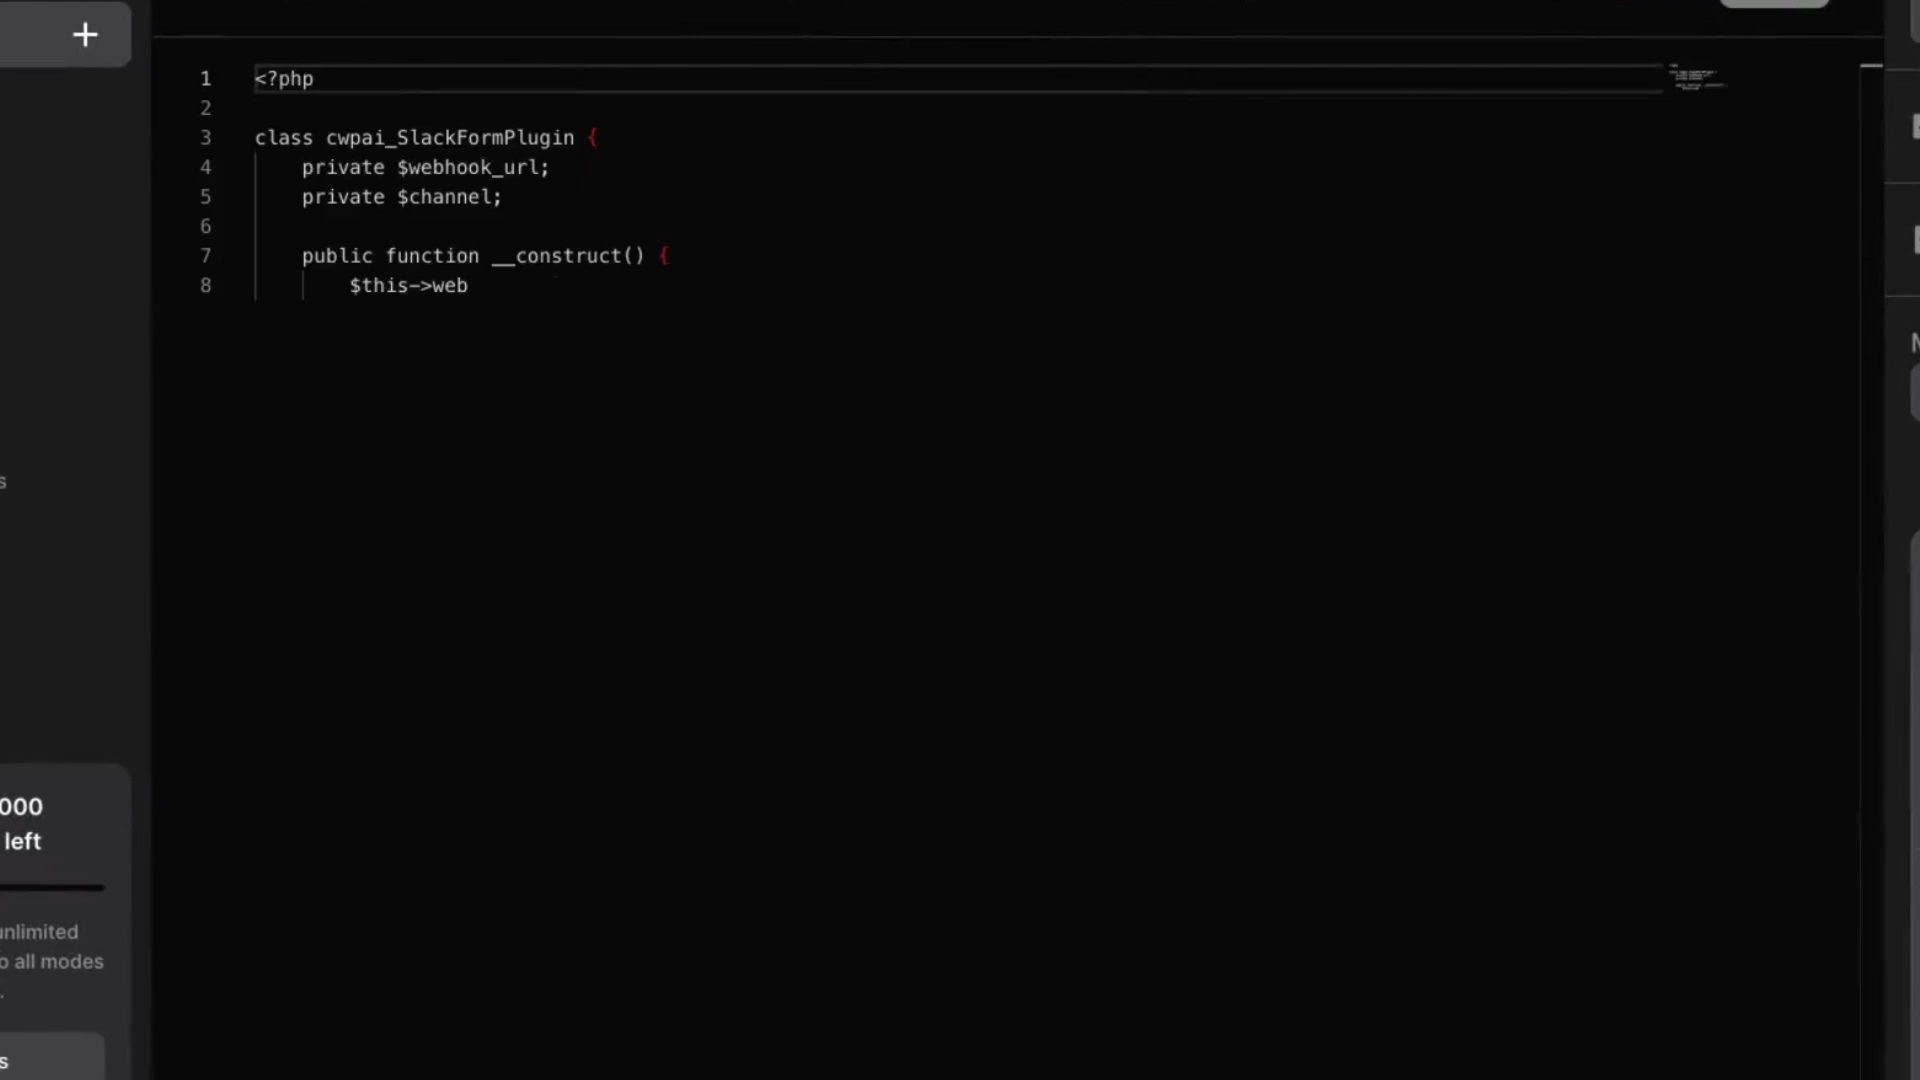 +
1 <?php
2
3 class cwpai_SlackFormPlugin {
4 private $webhook_url;
5 private $channel;
6
7 public function __construct() {
8 $this->web
s
000
left
unlimited
o all modes
.
s